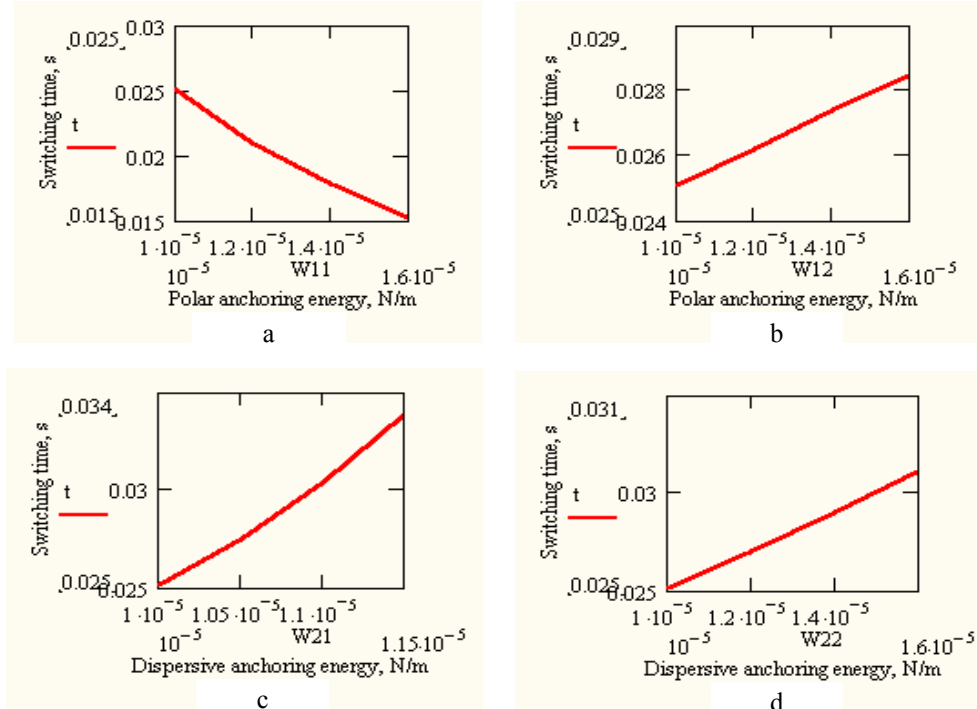 0.025
0.03
0.025
0.02
0.015
0.015
Switching time, s
t
1·10⁻⁵
1.2·10⁻⁵
1.4·10⁻⁵
10⁻⁵
W11
1.6·10⁻⁵
Polar anchoring energy, N/m
a
0.029
0.028
0.026
0.024
0.025
Switching time, s
t
1·10⁻⁵
1.2·10⁻⁵
1.4·10⁻⁵
10⁻⁵
W12
1.6·10⁻⁵
Polar anchoring energy, N/m
b
0.034
0.03
0.025
0.025
Switching time, s
t
1·10⁻⁵
1.05·10⁻⁵
1.1·10⁻⁵
10⁻⁵
W21
1.15·10⁻⁵
Dispersive anchoring energy, N/m
c
0.031
0.03
0.025
0.025
Switching time, s
t
1·10⁻⁵
1.2·10⁻⁵
1.4·10⁻⁵
10⁻⁵
W22
1.6·10⁻⁵
Dispersive anchoring energy, N/m
d